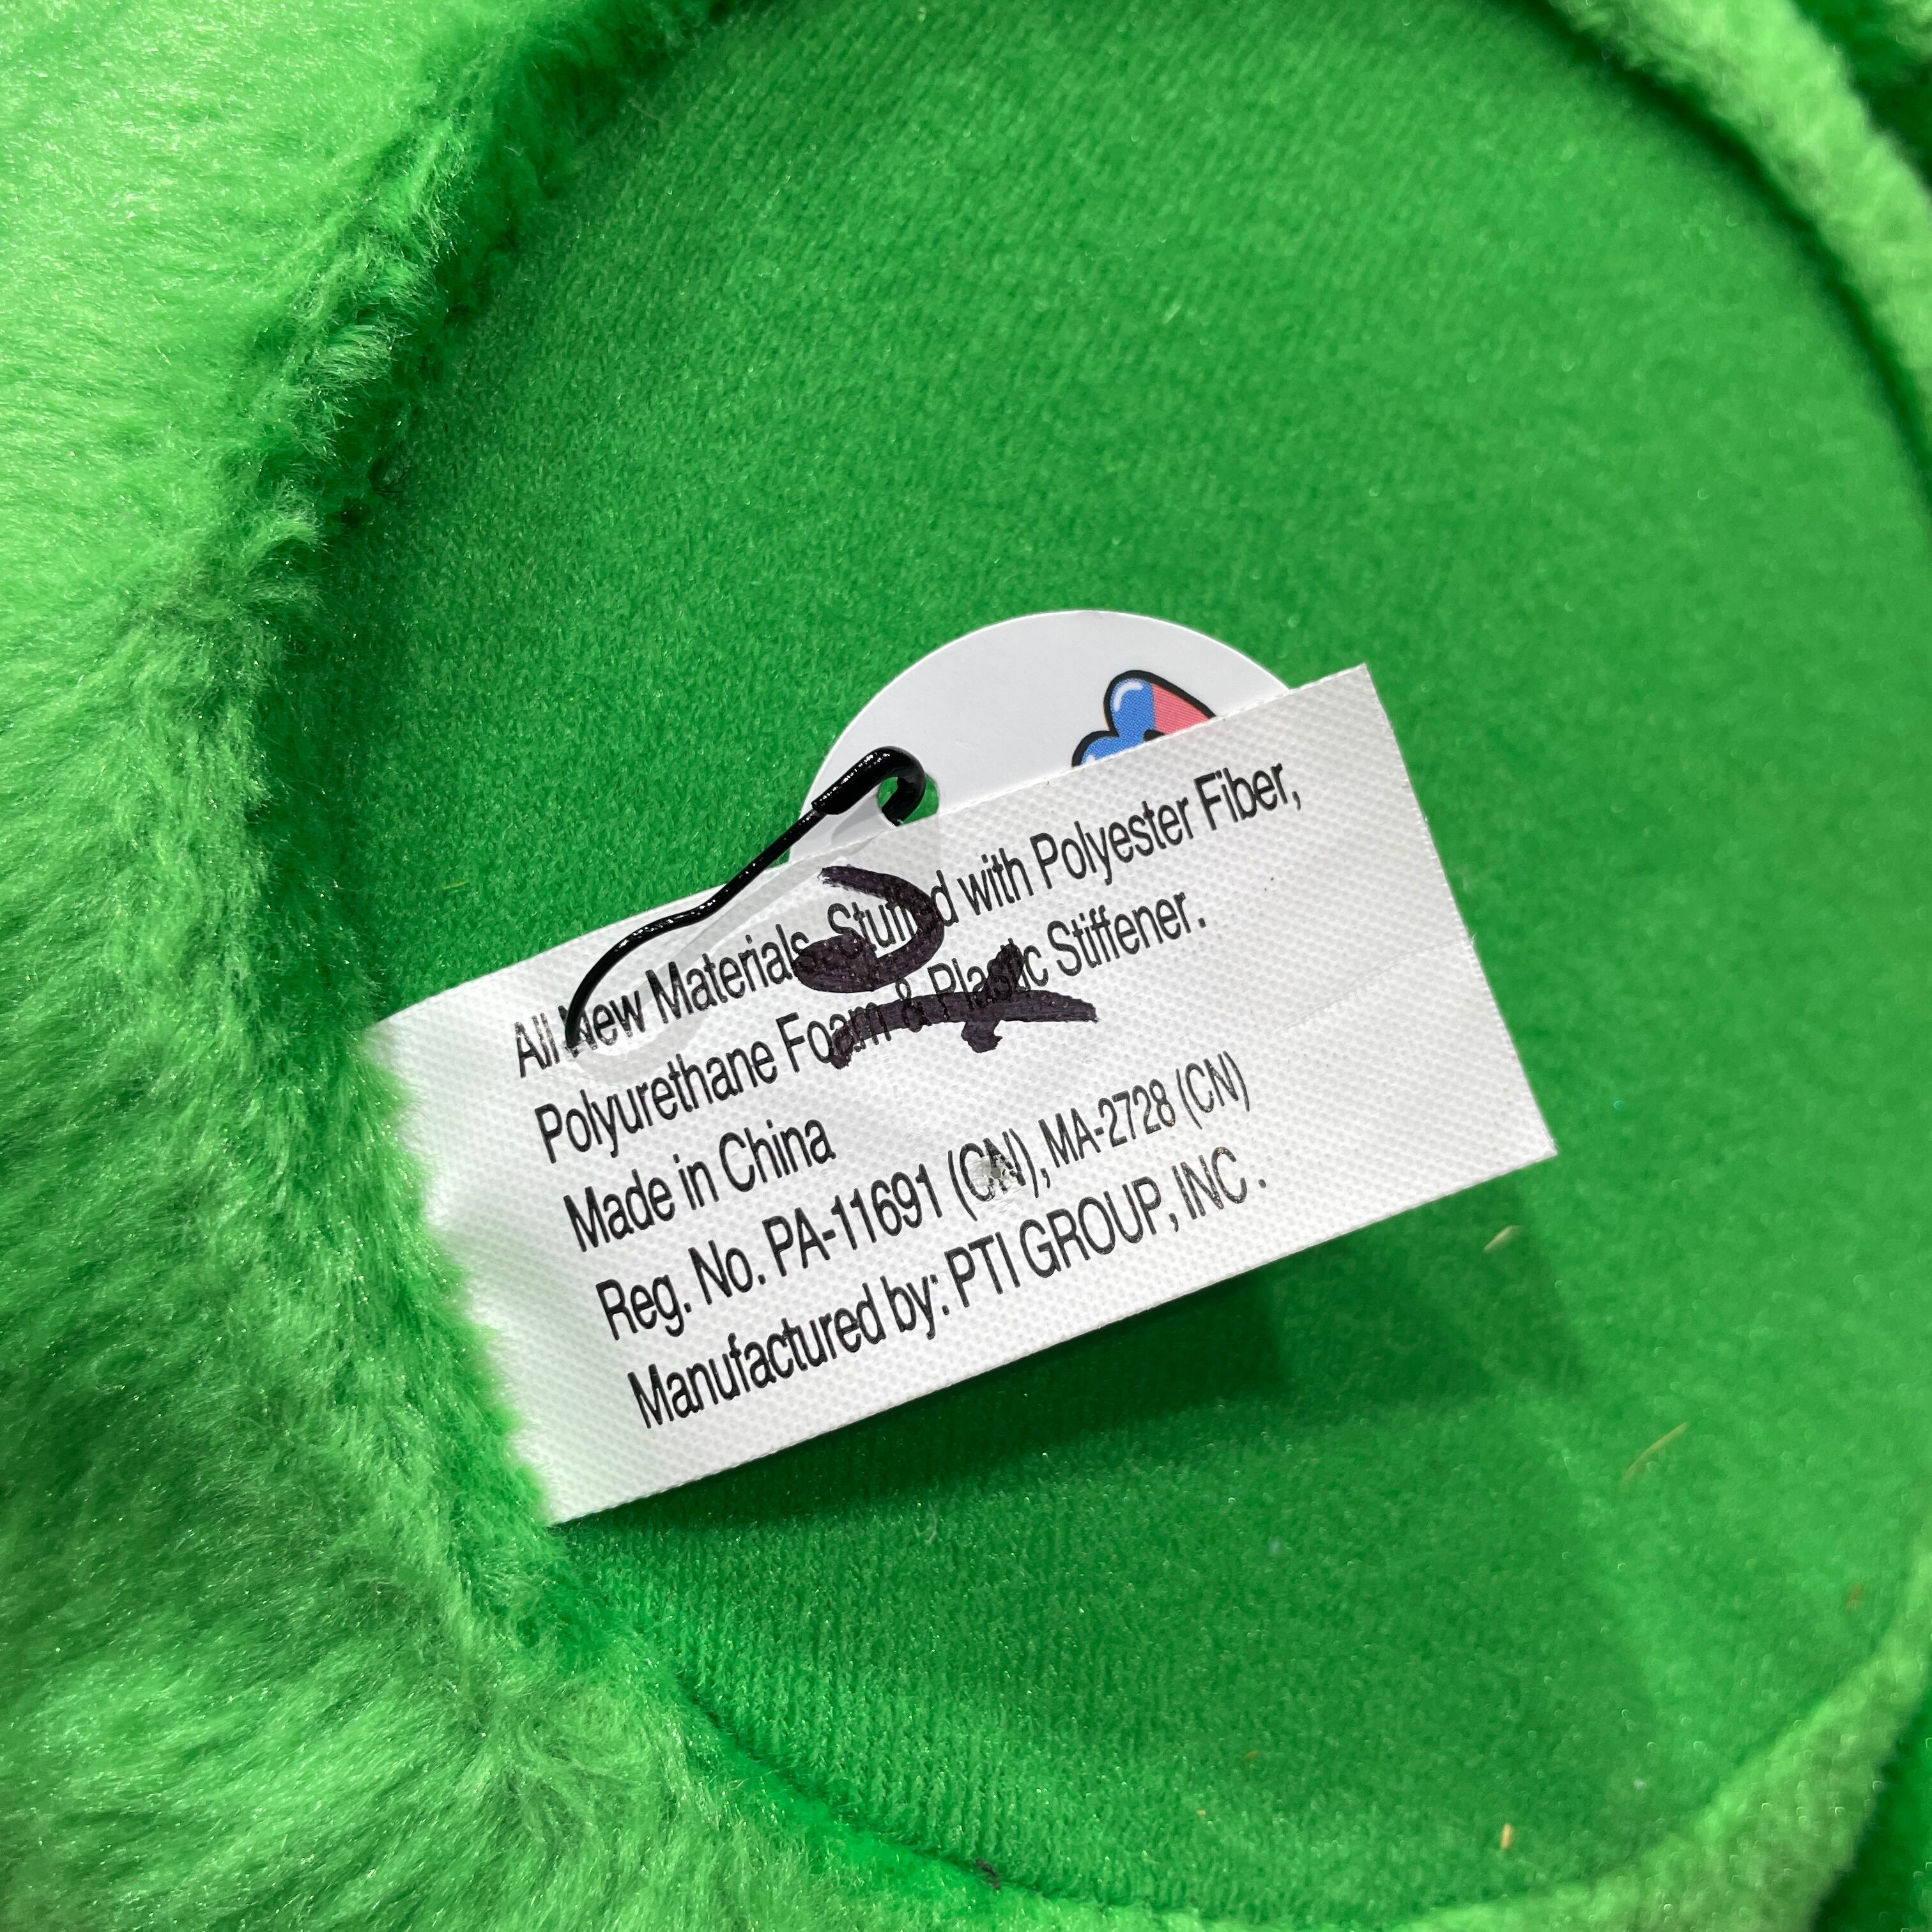 All New Materials Stuffed with Polyester Fiber,
Polyurethane Foam & Plastic Stiffener.
Made in China
Reg. No. PA-11691 (CN), MA-2728 (CN)
Manufactured by: PTI GROUP, INC.